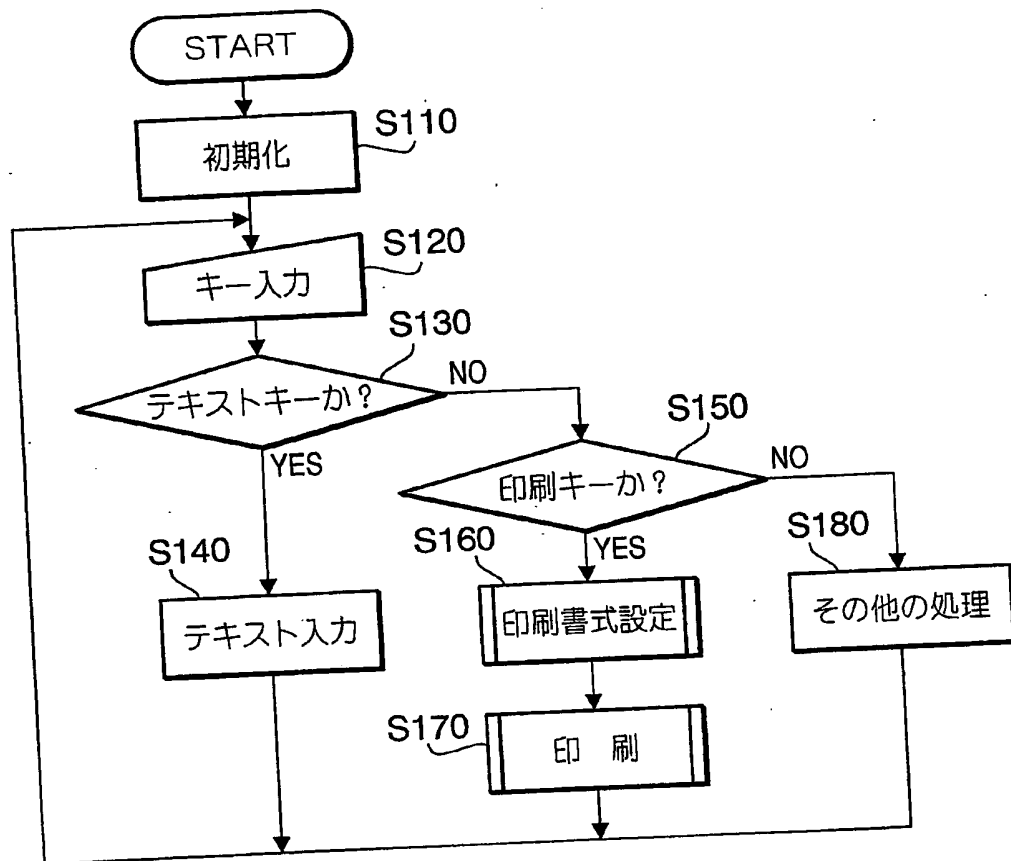 START
S110
初期化
S120
キー入力
S130
テキストキーか?
NO
YES
S150
印刷キーか?
NO
YES
S140
テキスト入力
S160
印刷書式設定
S180
その他の処理
S170
印 刷